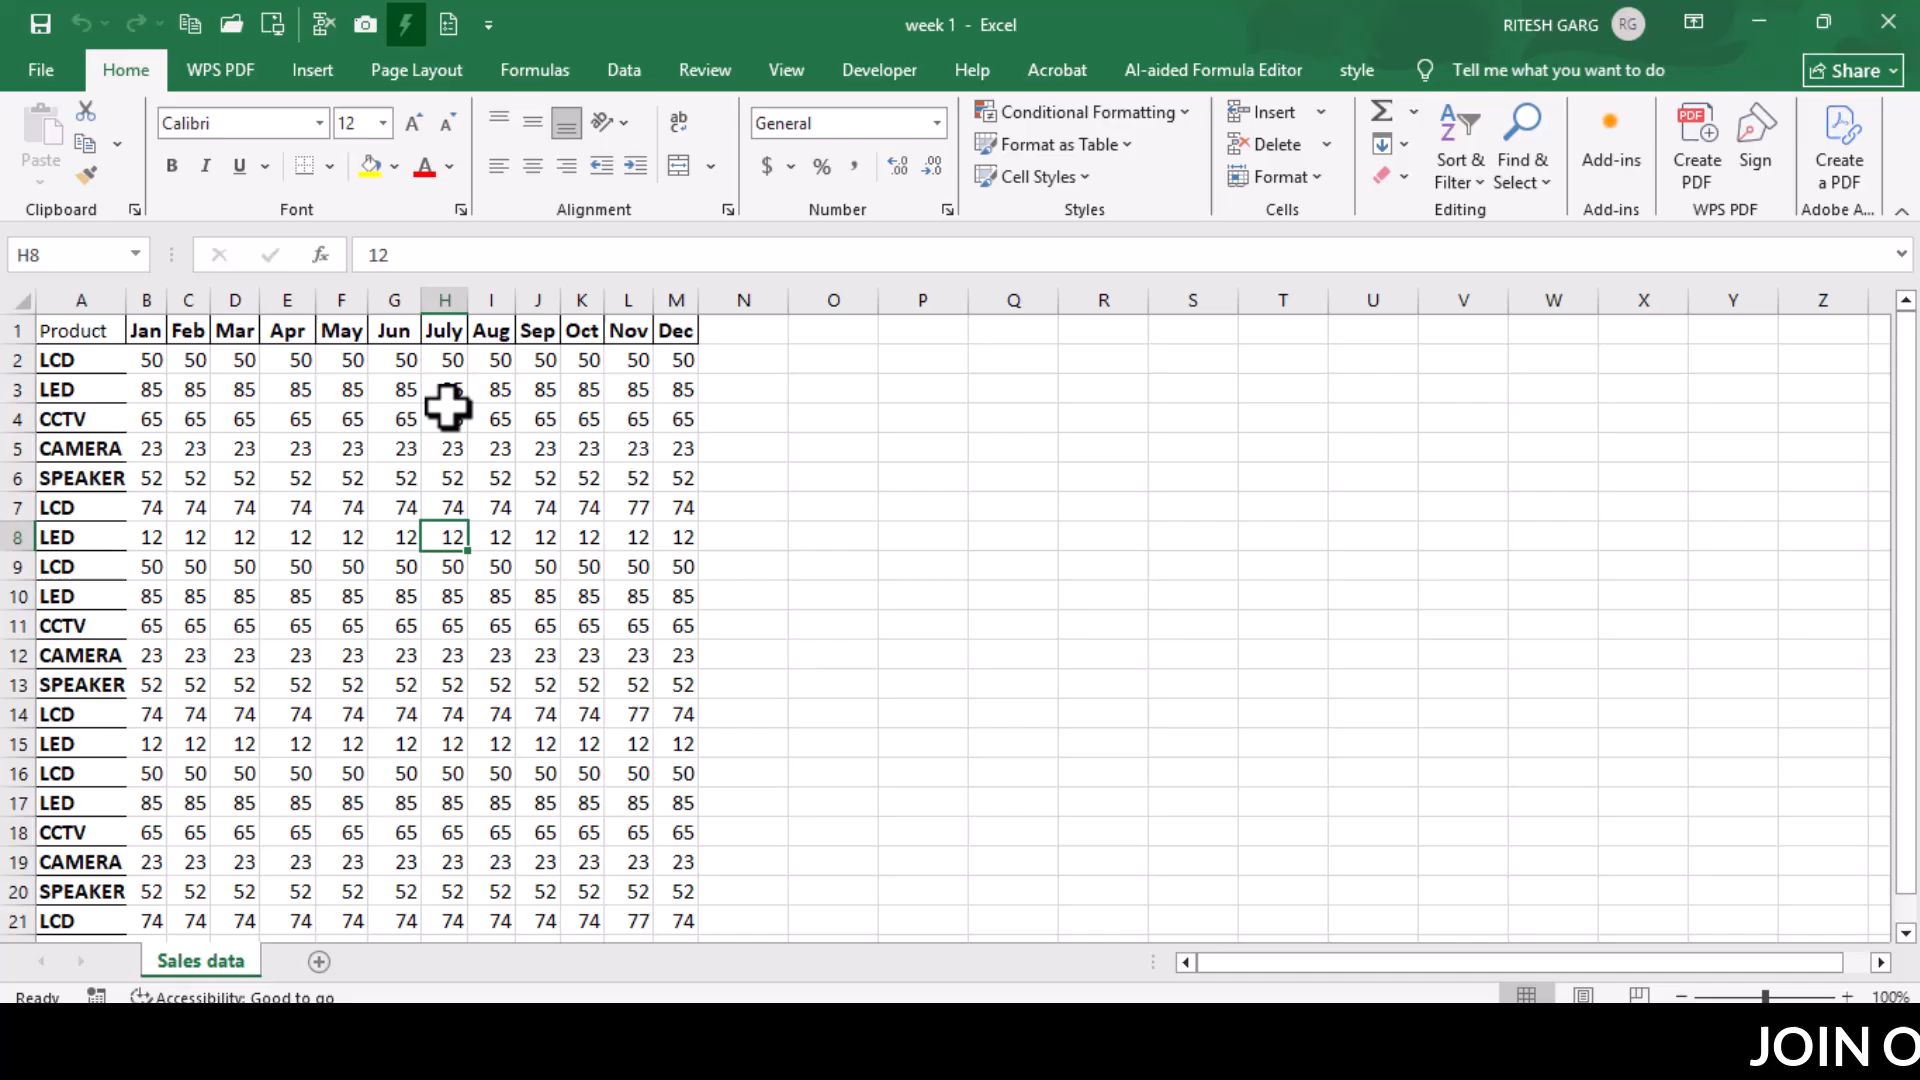 week 1 - Excel
RITESH GARG RG
File Home WPS PDF Insert Page Layout Formulas Data Review View Developer Help Acrobat AI-aided Formula Editor style Tell me what you want to do Share
Paste
Clipboard
Calibri 12
B I U A
Font
Alignment
General
$ % ,
Number
Conditional Formatting
Format as Table
Cell Styles
Styles
Insert
Delete
Format
Cells
Sort & Filter
Find & Select
Editing
Add-ins
Add-ins
Create PDF
Sign
WPS PDF
Create a PDF
Adobe A...
H8 fx 12
A B C D E F G H I J K L M N O P Q R S T U V W X Y Z
1 Product Jan Feb Mar Apr May Jun July Aug Sep Oct Nov Dec
2 LCD 50 50 50 50 50 50 50 50 50 50 50 50
3 LED 85 85 85 85 85 85 85 85 85 85 85
4 CCTV 65 65 65 65 65 65 65 65 65 65 65
5 CAMERA 23 23 23 23 23 23 23 23 23 23 23 23
6 SPEAKER 52 52 52 52 52 52 52 52 52 52 52 52
7 LCD 74 74 74 74 74 74 74 74 74 74 77 74
8 LED 12 12 12 12 12 12 12 12 12 12 12 12
9 LCD 50 50 50 50 50 50 50 50 50 50 50 50
10 LED 85 85 85 85 85 85 85 85 85 85 85 85
11 CCTV 65 65 65 65 65 65 65 65 65 65 65 65
12 CAMERA 23 23 23 23 23 23 23 23 23 23 23 23
13 SPEAKER 52 52 52 52 52 52 52 52 52 52 52 52
14 LCD 74 74 74 74 74 74 74 74 74 74 77 74
15 LED 12 12 12 12 12 12 12 12 12 12 12 12
16 LCD 50 50 50 50 50 50 50 50 50 50 50 50
17 LED 85 85 85 85 85 85 85 85 85 85 85 85
18 CCTV 65 65 65 65 65 65 65 65 65 65 65 65
19 CAMERA 23 23 23 23 23 23 23 23 23 23 23 23
20 SPEAKER 52 52 52 52 52 52 52 52 52 52 52 52
21 LCD 74 74 74 74 74 74 74 74 74 74 77 74
Sales data
Ready Accessibility: Good to go 100%
JOIN O